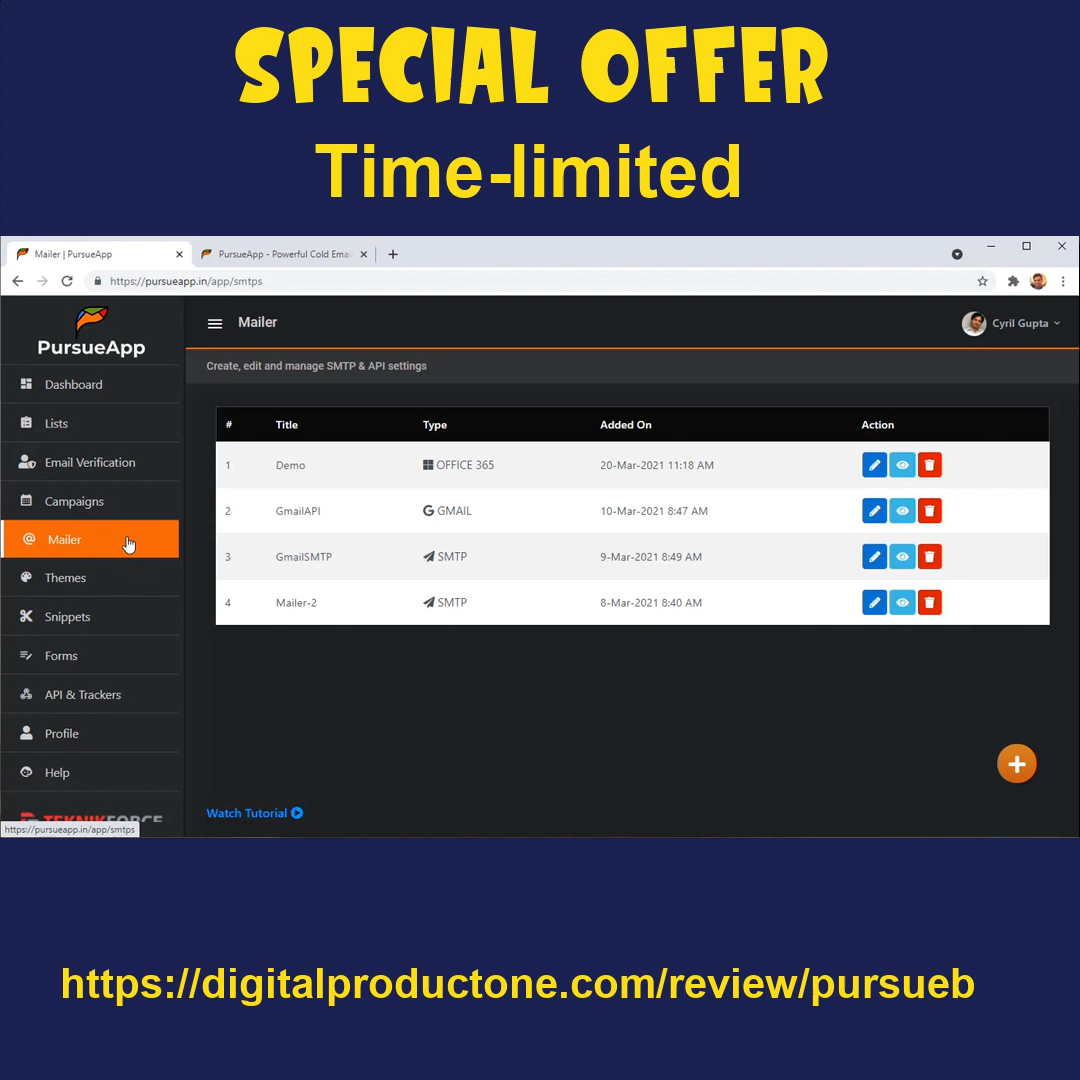 SPECIAL OFFER
Time-limited
Mailer | PursueApp
PursueApp - Powerful Cold Emai
https://pursueapp.in/app/smtps
PursueApp
Mailer
Cyril Gupta
Create, edit and manage SMTP & API settings
Dashboard
Lists
Email Verification
Campaigns
Mailer
Themes
Snippets
Forms
API & Trackers
Profile
Help
TEKNIKFORCE
https://pursueapp.in/app/smtps
# Title Type Added On Action
1 Demo OFFICE 365 20-Mar-2021 11:18 AM
2 GmailAPI GMAIL 10-Mar-2021 8:47 AM
3 GmailSMTP SMTP 9-Mar-2021 8:49 AM
4 Mailer-2 SMTP 8-Mar-2021 8:40 AM
Watch Tutorial
https://digitalproductone.com/review/pursueb